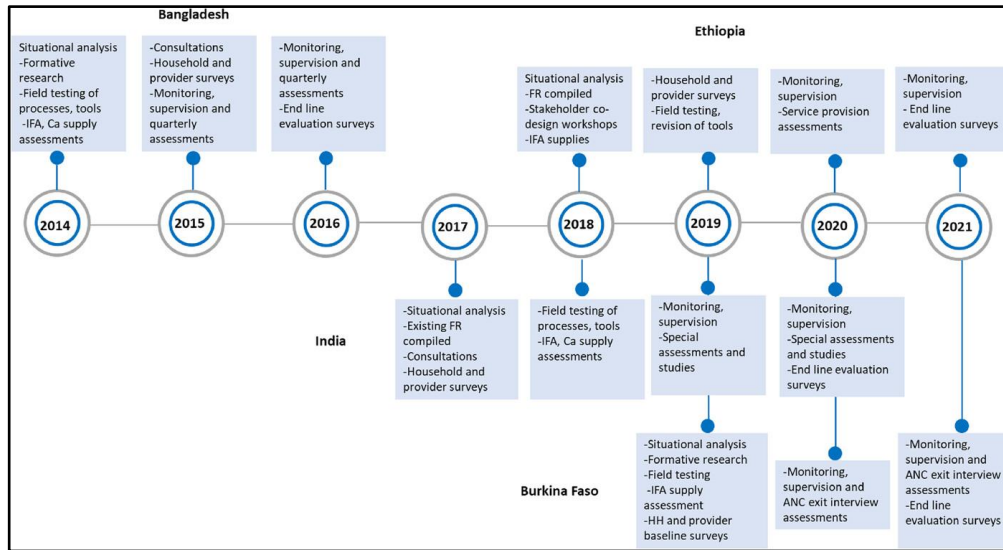 Bangladesh
Situational analysis
-Formative
research
-Field testing of
processes, tools
-IFA, Ca supply
assessments
-Consultations
-Household and
provider surveys
-Monitoring,
supervision and
quarterly
assessments
-Monitoring,
supervision and
quarterly
assessments
-End line
evaluation surveys
Ethiopia
Situational analysis
-FR compiled
-Stakeholder co-
design workshops
-IFA supplies
-Household and
provider surveys
-Field testing,
revision of tools
-Monitoring,
supervision
-Service provision
assessments
-Monitoring,
supervision
- End line
evaluation surveys
2014
2015
2016
2017
2018
2019
2020
2021
India
-Situational analysis
-Existing FR
compiled
-Consultations
-Household and
provider surveys
-Field testing of
processes, tools
-IFA, Ca supply
assessments
-Monitoring,
supervision
-Special
assessments and
studies
-Monitoring,
supervision
-Special assessments
and studies
-End line evaluation
surveys
Burkina Faso
-Situational analysis
-Formative research
-Field testing
-IFA supply
assessment
-HH and provider
baseline surveys
-Monitoring,
supervision and
ANC exit interview
assessments
-Monitoring,
supervision and
ANC exit interview
assessments
-End line
evaluation surveys